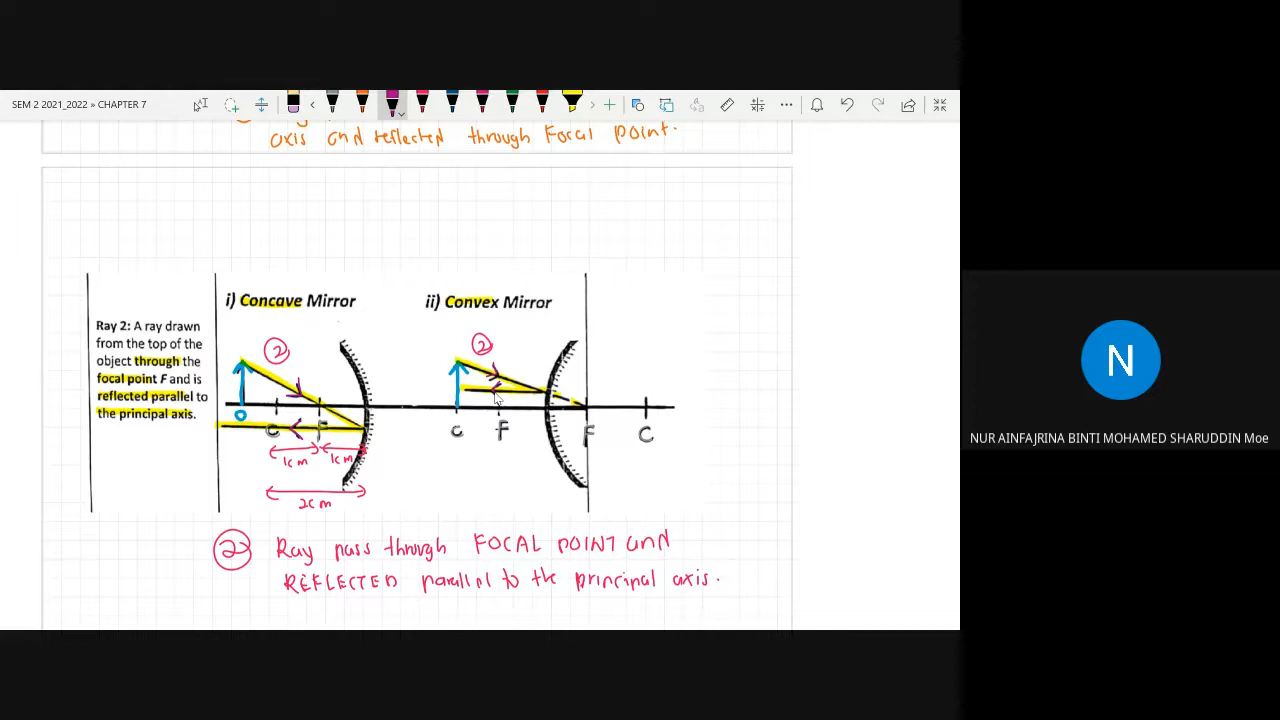 SEM 2 2021_2022 » CHAPTER 7
axis and reflected through Focal point.
i) Concave Mirror
ii) Convex Mirror
Ray 2: A ray drawn
from the top of the
object through the
focal point F and is
reflected parallel to
the principal axis.
2
2
O
C
F
C
F
F
C
1cm
1cm
2cm
2 Ray pass through FOCAL POINT and
REFLECTED parallel to the principal axis.
N
NUR AINFAJRINA BINTI MOHAMED SHARUDDIN Moe